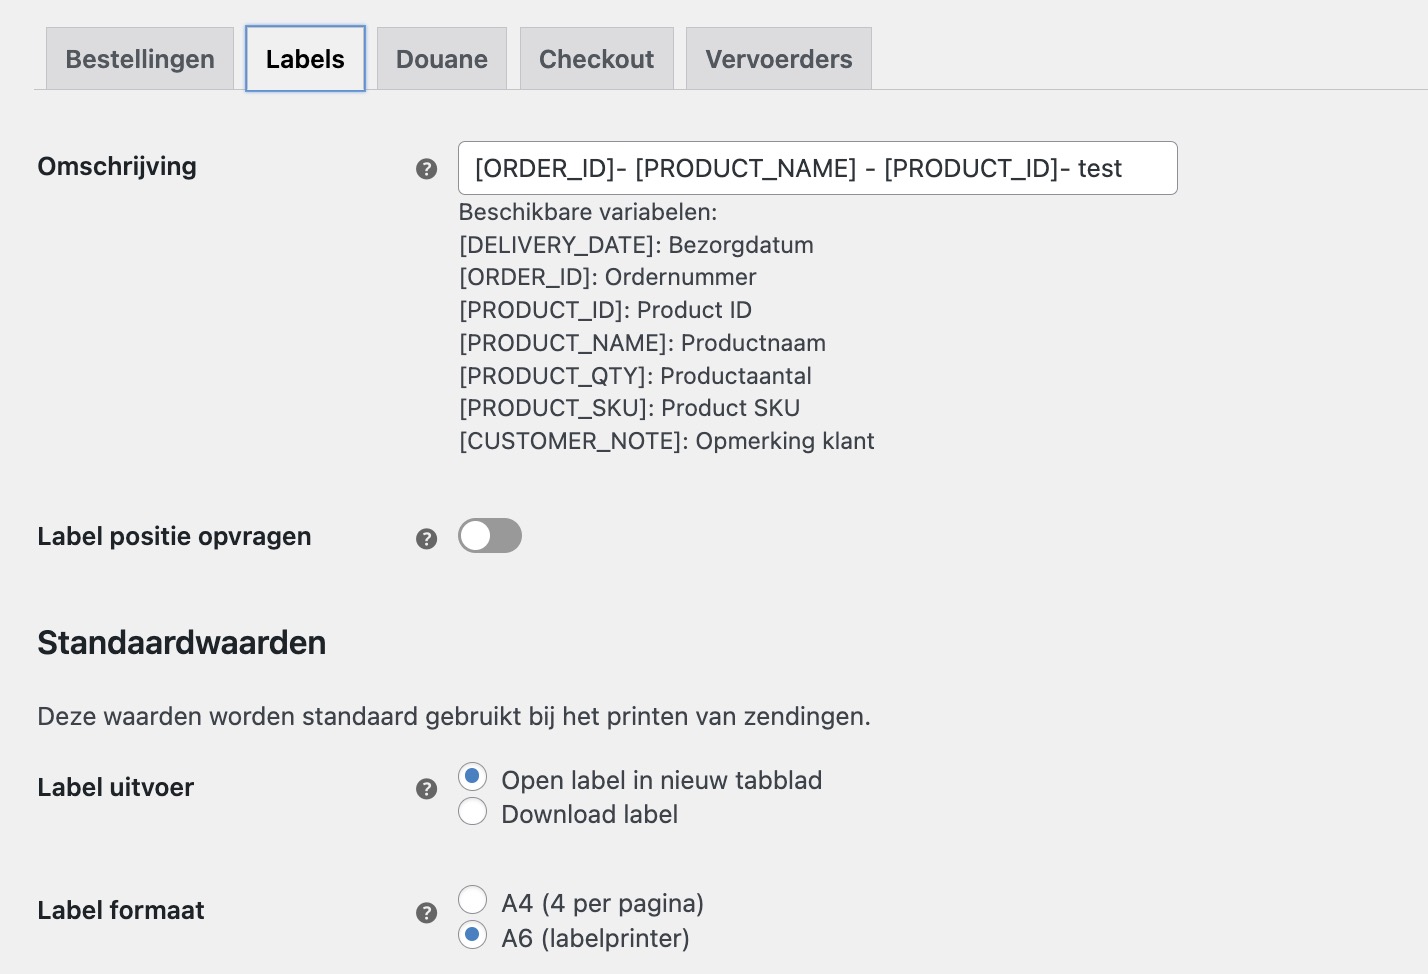 Bestellingen Labels Douane Checkout Vervoerders
Omschrijving ? [ORDER_ID]- [PRODUCT_NAME] - [PRODUCT_ID]- test
Beschikbare variabelen:
[DELIVERY_DATE]: Bezorgdatum
[ORDER_ID]: Ordernummer
[PRODUCT_ID]: Product ID
[PRODUCT_NAME]: Productnaam
[PRODUCT_QTY]: Productaantal
[PRODUCT_SKU]: Product SKU
[CUSTOMER_NOTE]: Opmerking klant
Label positie opvragen ?
Standaardwaarden
Deze waarden worden standaard gebruikt bij het printen van zendingen.
Label uitvoer ? Open label in nieuw tabblad
Download label
Label formaat ? A4 (4 per pagina)
A6 (labelprinter)